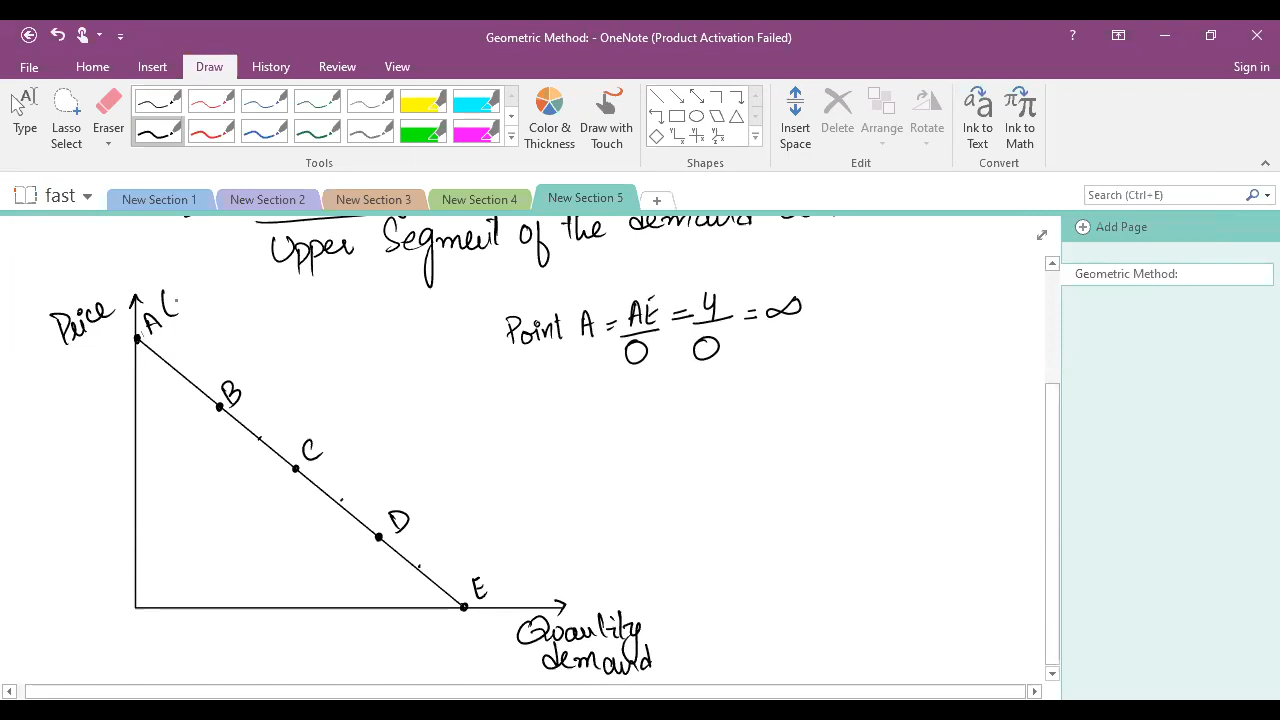 Geometric Method: - OneNote (Product Activation Failed)
?
File Home Insert Draw History Review View
Sign in
Type
Lasso Select
Eraser
Color & Thickness
Draw with Touch
Insert Space
Delete
Arrange
Rotate
Ink to Text
Ink to Math
Tools
Shapes
Edit
Convert
fast
New Section 1
New Section 2
New Section 3
New Section 4
New Section 5
Search (Ctrl+E)
Add Page
Geometric Method:
Upper Segment of the demand
Price
A (
B
C
D
E
Quantity
demand
Point A = AE/0 = 4/0 = ∞